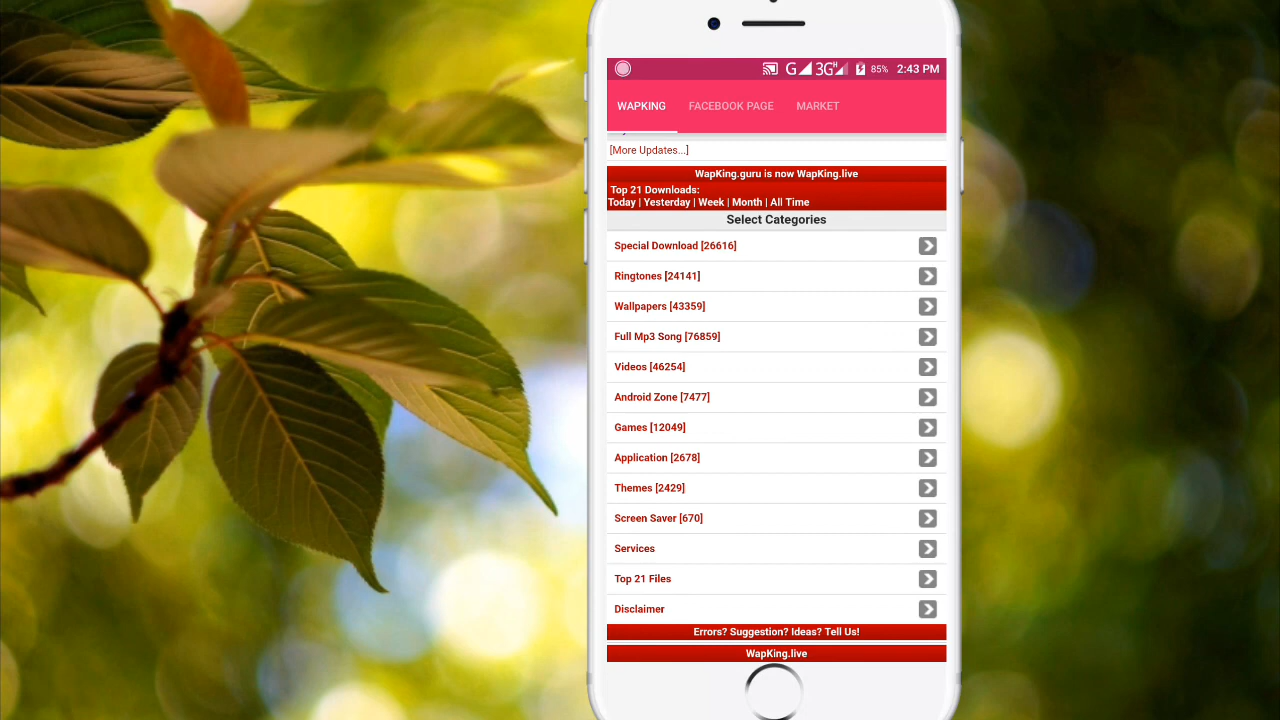 G 3G H 85% 2:43 PM
WAPKING FACEBOOK PAGE MARKET
[More Updates...]
WapKing.guru is now WapKing.live
Top 21 Downloads:
Today | Yesterday | Week | Month | All Time
Select Categories
Special Download [26616]
Ringtones [24141]
Wallpapers [43359]
Full Mp3 Song [76859]
Videos [46254]
Android Zone [7477]
Games [12049]
Application [2678]
Themes [2429]
Screen Saver [670]
Services
Top 21 Files
Disclaimer
Errors? Suggestion? Ideas? Tell Us!
WapKing.live